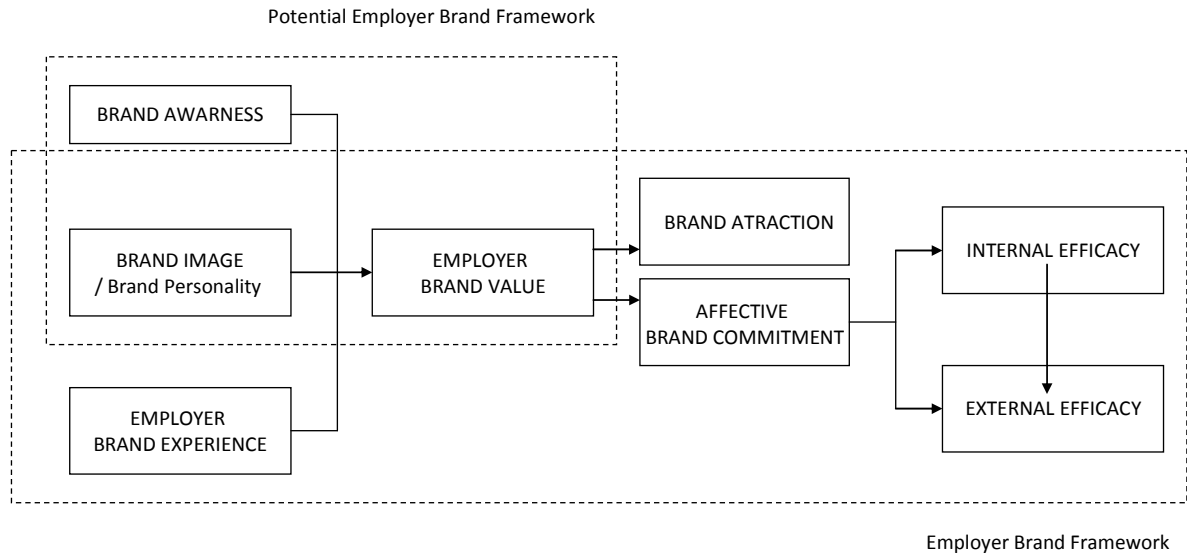 Potential Employer Brand Framework
BRAND AWARNESS
BRAND IMAGE
/ Brand Personality
EMPLOYER
BRAND EXPERIENCE
EMPLOYER
BRAND VALUE
BRAND ATRACTION
AFFECTIVE
BRAND COMMITMENT
INTERNAL EFFICACY
EXTERNAL EFFICACY
Employer Brand Framework